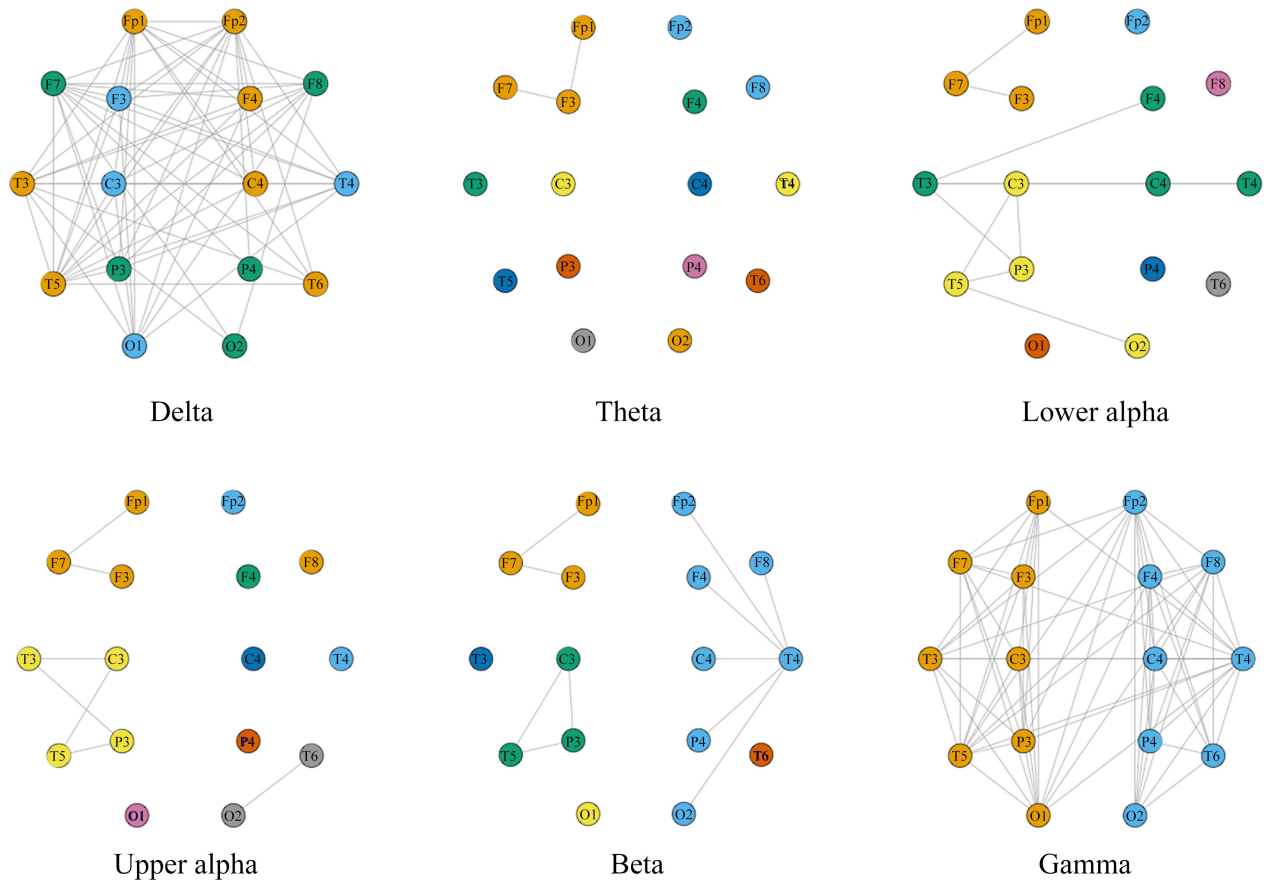 Fp1 Fp2
F7 F3 F4 F8
T3 C3 C4 T4
T5 P3 P4 T6
O1 O2
Delta
Fp1 Fp2
F7 F3 F4 F8
T3 C3 C4 T4
T5 P3 P4 T6
O1 O2
Theta
Fp1 Fp2
F7 F3 F4 F8
T3 C3 C4 T4
T5 P3 P4 T6
O1 O2
Lower alpha
Fp1 Fp2
F7 F3 F4 F8
T3 C3 C4 T4
T5 P3 P4 T6
O1 O2
Upper alpha
Fp1 Fp2
F7 F3 F4 F8
T3 C3 C4 T4
T5 P3 P4 T6
O1 O2
Beta
Fp1 Fp2
F7 F3 F4 F8
T3 C3 C4 T4
T5 P3 P4 T6
O1 O2
Gamma